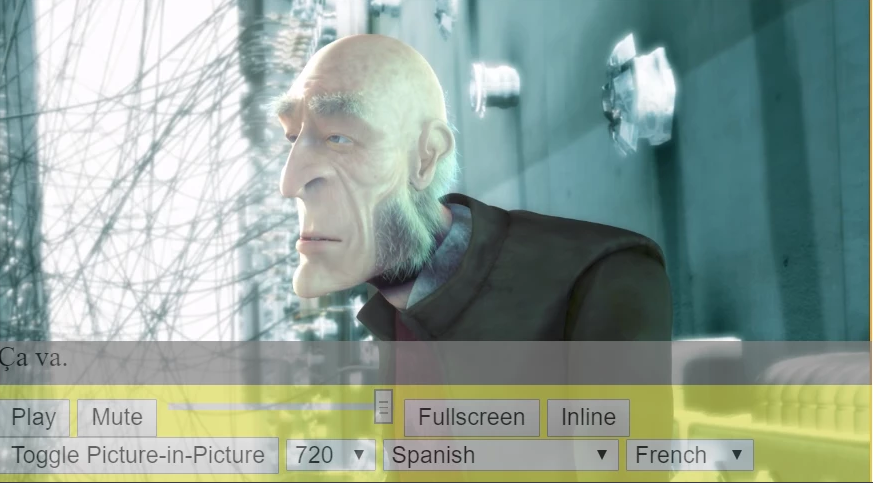 Ça va.
Play Mute Fullscreen Inline
Toggle Picture-in-Picture 720 Spanish French